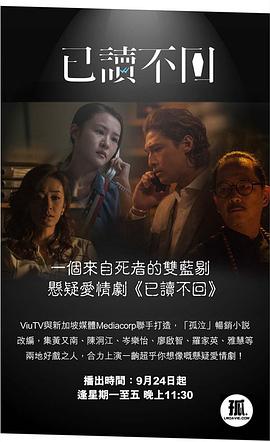 已讀不回
一個來自死者的雙藍剔
懸疑愛情劇《已讀不回》
ViuTV與新加坡媒體Mediacorp聯手打造，「孤泣」暢銷小說
改編，集黃又南、陳泂江、岑樂怡、廖啟智、羅家英、雅慧等
兩地好戲之人，合力上演一齣超乎你想像嘅懸疑愛情劇！
播出時間：9月24日起
逢星期一至五 晚上11:30
孤
LWOAVIE.COM